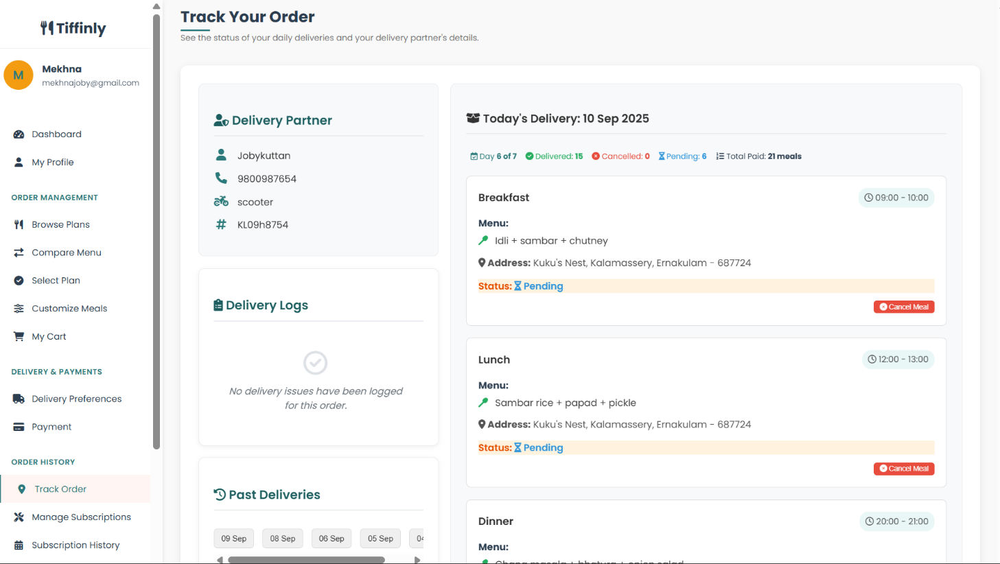 Tiffinly
M
Mekhna
mekhnajoby@gmail.com
Dashboard
My Profile
ORDER MANAGEMENT
Browse Plans
Compare Menu
Select Plan
Customize Meals
My Cart
DELIVERY & PAYMENTS
Delivery Preferences
Payment
ORDER HISTORY
Track Order
Manage Subscriptions
Subscription History
Track Your Order
See the status of your daily deliveries and your delivery partner's details.
Delivery Partner
Jobykuttan
9800987654
scooter
# KL09h8754
Delivery Logs
No delivery issues have been logged
for this order.
Past Deliveries
09 Sep 08 Sep 06 Sep 05 Sep
Today's Delivery: 10 Sep 2025
Day 6 of 7 Delivered: 15 Cancelled: 0 Pending: 6 Total Paid: 21 meals
Breakfast 09:00 - 10:00
Menu:
Idli + sambar + chutney
Address: Kuku's Nest, Kalamassery, Ernakulam - 687724
Status: Pending
Cancel Meal
Lunch 12:00 - 13:00
Menu:
Sambar rice + papad + pickle
Address: Kuku's Nest, Kalamassery, Ernakulam - 687724
Status: Pending
Cancel Meal
Dinner 20:00 - 21:00
Menu:
Chana masala + bhatura + onion salad